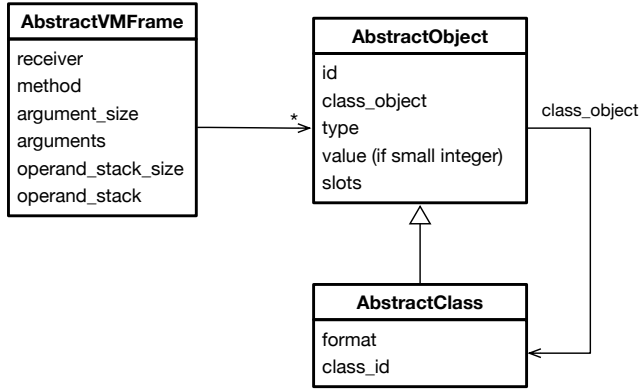 AbstractVMFrame
receiver
method
argument_size
arguments
operand_stack_size
operand_stack
*
AbstractObject
id
class_object
type
value (if small integer)
slots
class_object
AbstractClass
format
class_id